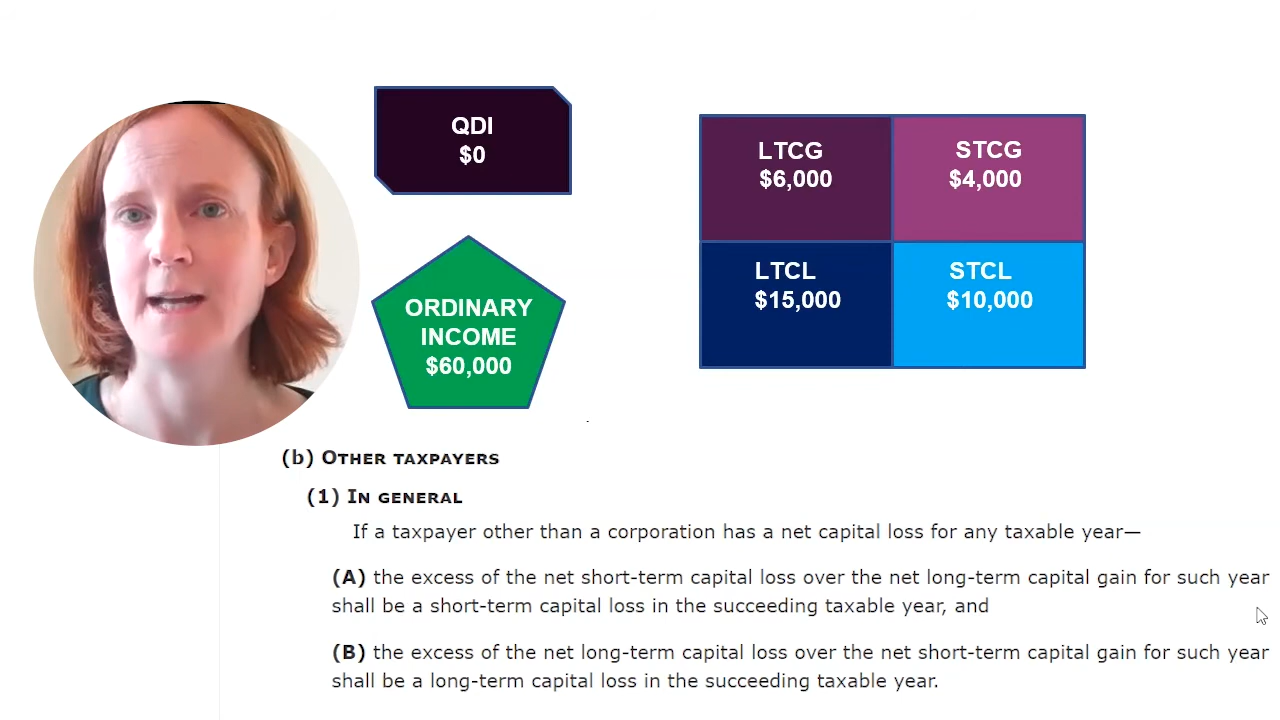 QDI
$0
LTCG
$6,000
STCG
$4,000
ORDINARY
INCOME
$60,000
LTCL
$15,000
STCL
$10,000
(b) OTHER TAXPAYERS
(1) IN GENERAL
If a taxpayer other than a corporation has a net capital loss for any taxable year—
(A) the excess of the net short-term capital loss over the net long-term capital gain for such year
shall be a short-term capital loss in the succeeding taxable year, and
(B) the excess of the net long-term capital loss over the net short-term capital gain for such year
shall be a long-term capital loss in the succeeding taxable year.